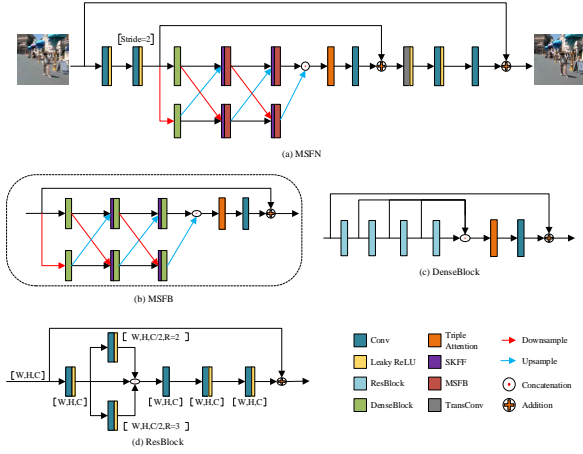 [Stride=2]
(a) MSFN
(b) MSFB
(c) DenseBlock
[W,H,C]
[W,H,C/2,R=2]
[W,H,C]
[W,H,C]
[W,H,C]
[W,H,C]
[W,H,C/2,R=3]
(d) ResBlock
Conv
Leaky ReLU
ResBlock
DenseBlock
Triple
Attention
SKFF
MSFB
TransConv
Downsample
Upsample
Concatenation
Addition